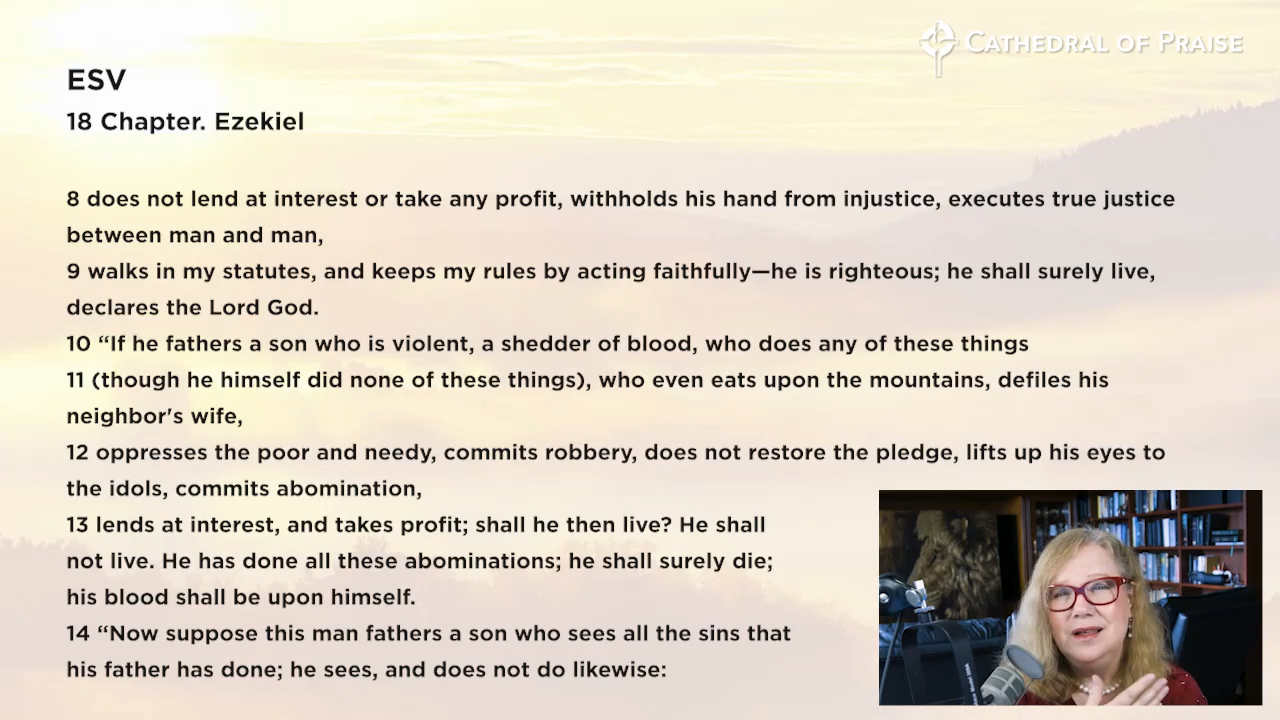 CATHEDRAL OF PRAISE
ESV
18 Chapter. Ezekiel
8 does not lend at interest or take any profit, withholds his hand from injustice, executes true justice
between man and man,
9 walks in my statutes, and keeps my rules by acting faithfully—he is righteous; he shall surely live,
declares the Lord God.
10 “If he fathers a son who is violent, a shedder of blood, who does any of these things
11 (though he himself did none of these things), who even eats upon the mountains, defiles his
neighbor's wife,
12 oppresses the poor and needy, commits robbery, does not restore the pledge, lifts up his eyes to
the idols, commits abomination,
13 lends at interest, and takes profit; shall he then live? He shall
not live. He has done all these abominations; he shall surely die;
his blood shall be upon himself.
14 “Now suppose this man fathers a son who sees all the sins that
his father has done; he sees, and does not do likewise: